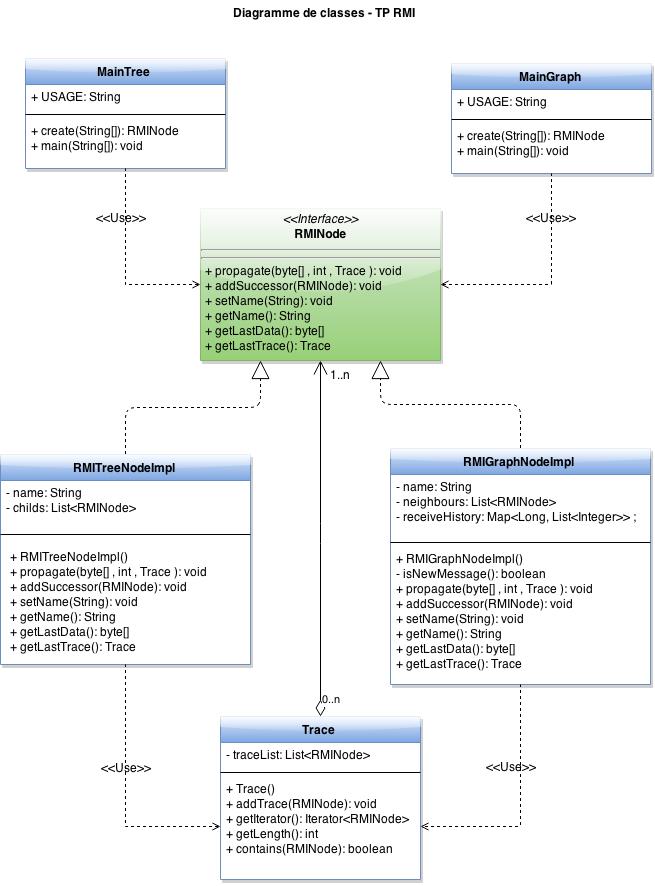 Diagramme de classes - TP RMI
MainTree
+ USAGE: String
+ create(String[]): RMINode
+ main(String[]): void
MainGraph
+ USAGE: String
+ create(String[]): RMINode
+ main(String[]): void
<<Use>>
<<Use>>
<<Interface>>
RMINode
+ propagate(byte[] , int , Trace ): void
+ addSuccessor(RMINode): void
+ setName(String): void
+ getName(): String
+ getLastData(): byte[]
+ getLastTrace(): Trace
1..n
RMITreeNodeImpl
- name: String
- childs: List<RMINode>
+ RMITreeNodeImpl()
+ propagate(byte[] , int , Trace ): void
+ addSuccessor(RMINode): void
+ setName(String): void
+ getName(): String
+ getLastData(): byte[]
+ getLastTrace(): Trace
RMIGraphNodeImpl
- name: String
- neighbours: List<RMINode>
- receiveHistory: Map<Long, List<Integer>> ;
+ RMIGraphNodeImpl()
- isNewMessage(): boolean
+ propagate(byte[] , int , Trace ): void
+ addSuccessor(RMINode): void
+ setName(String): void
+ getName(): String
+ getLastData(): byte[]
+ getLastTrace(): Trace
0..n
<<Use>>
<<Use>>
Trace
- traceList: List<RMINode>
+ Trace()
+ addTrace(RMINode): void
+ getIterator(): Iterator<RMINode>
+ getLength(): int
+ contains(RMINode): boolean